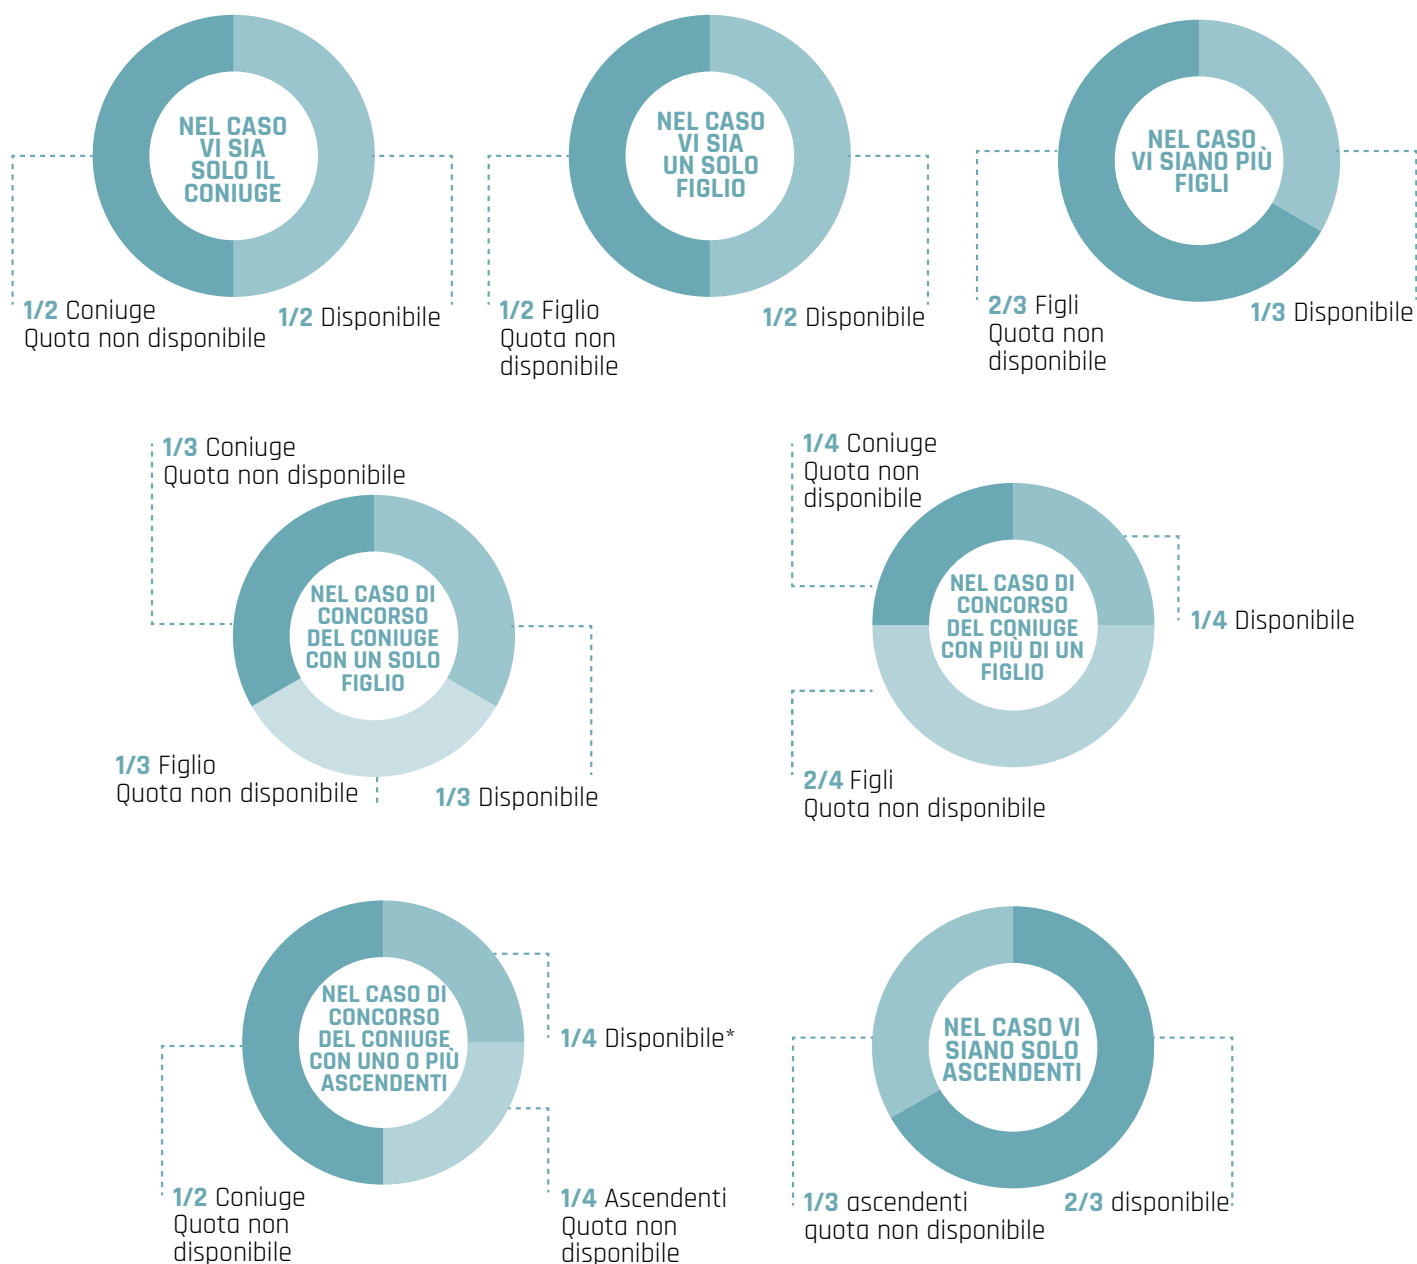 NEL CASO
VI SIA
SOLO IL
CONIUGE
1/2 Coniuge
Quota non disponibile
1/2 Disponibile
NEL CASO
VI SIA
UN SOLO
FIGLIO
1/2 Figlio
Quota non
disponibile
1/2 Disponibile
NEL CASO
VI SIANO PIÙ
FIGLI
2/3 Figli
Quota non
disponibile
1/3 Disponibile
1/3 Coniuge
Quota non disponibile
NEL CASO DI
CONCORSO
DEL CONIUGE
CON UN SOLO
FIGLIO
1/3 Figlio
Quota non disponibile
1/3 Disponibile
1/4 Coniuge
Quota non
disponibile
NEL CASO DI
CONCORSO
DEL CONIUGE
CON PIÙ DI UN
FIGLIO
1/4 Disponibile
2/4 Figli
Quota non disponibile
NEL CASO DI
CONCORSO
DEL CONIUGE
CON UNO O PIÙ
ASCENDENTI
1/4 Disponibile*
1/2 Coniuge
Quota non
disponibile
1/4 Ascendenti
Quota non
disponibile
NEL CASO VI
SIANO SOLO
ASCENDENTI
1/3 ascendenti
quota non disponibile
2/3 disponibile